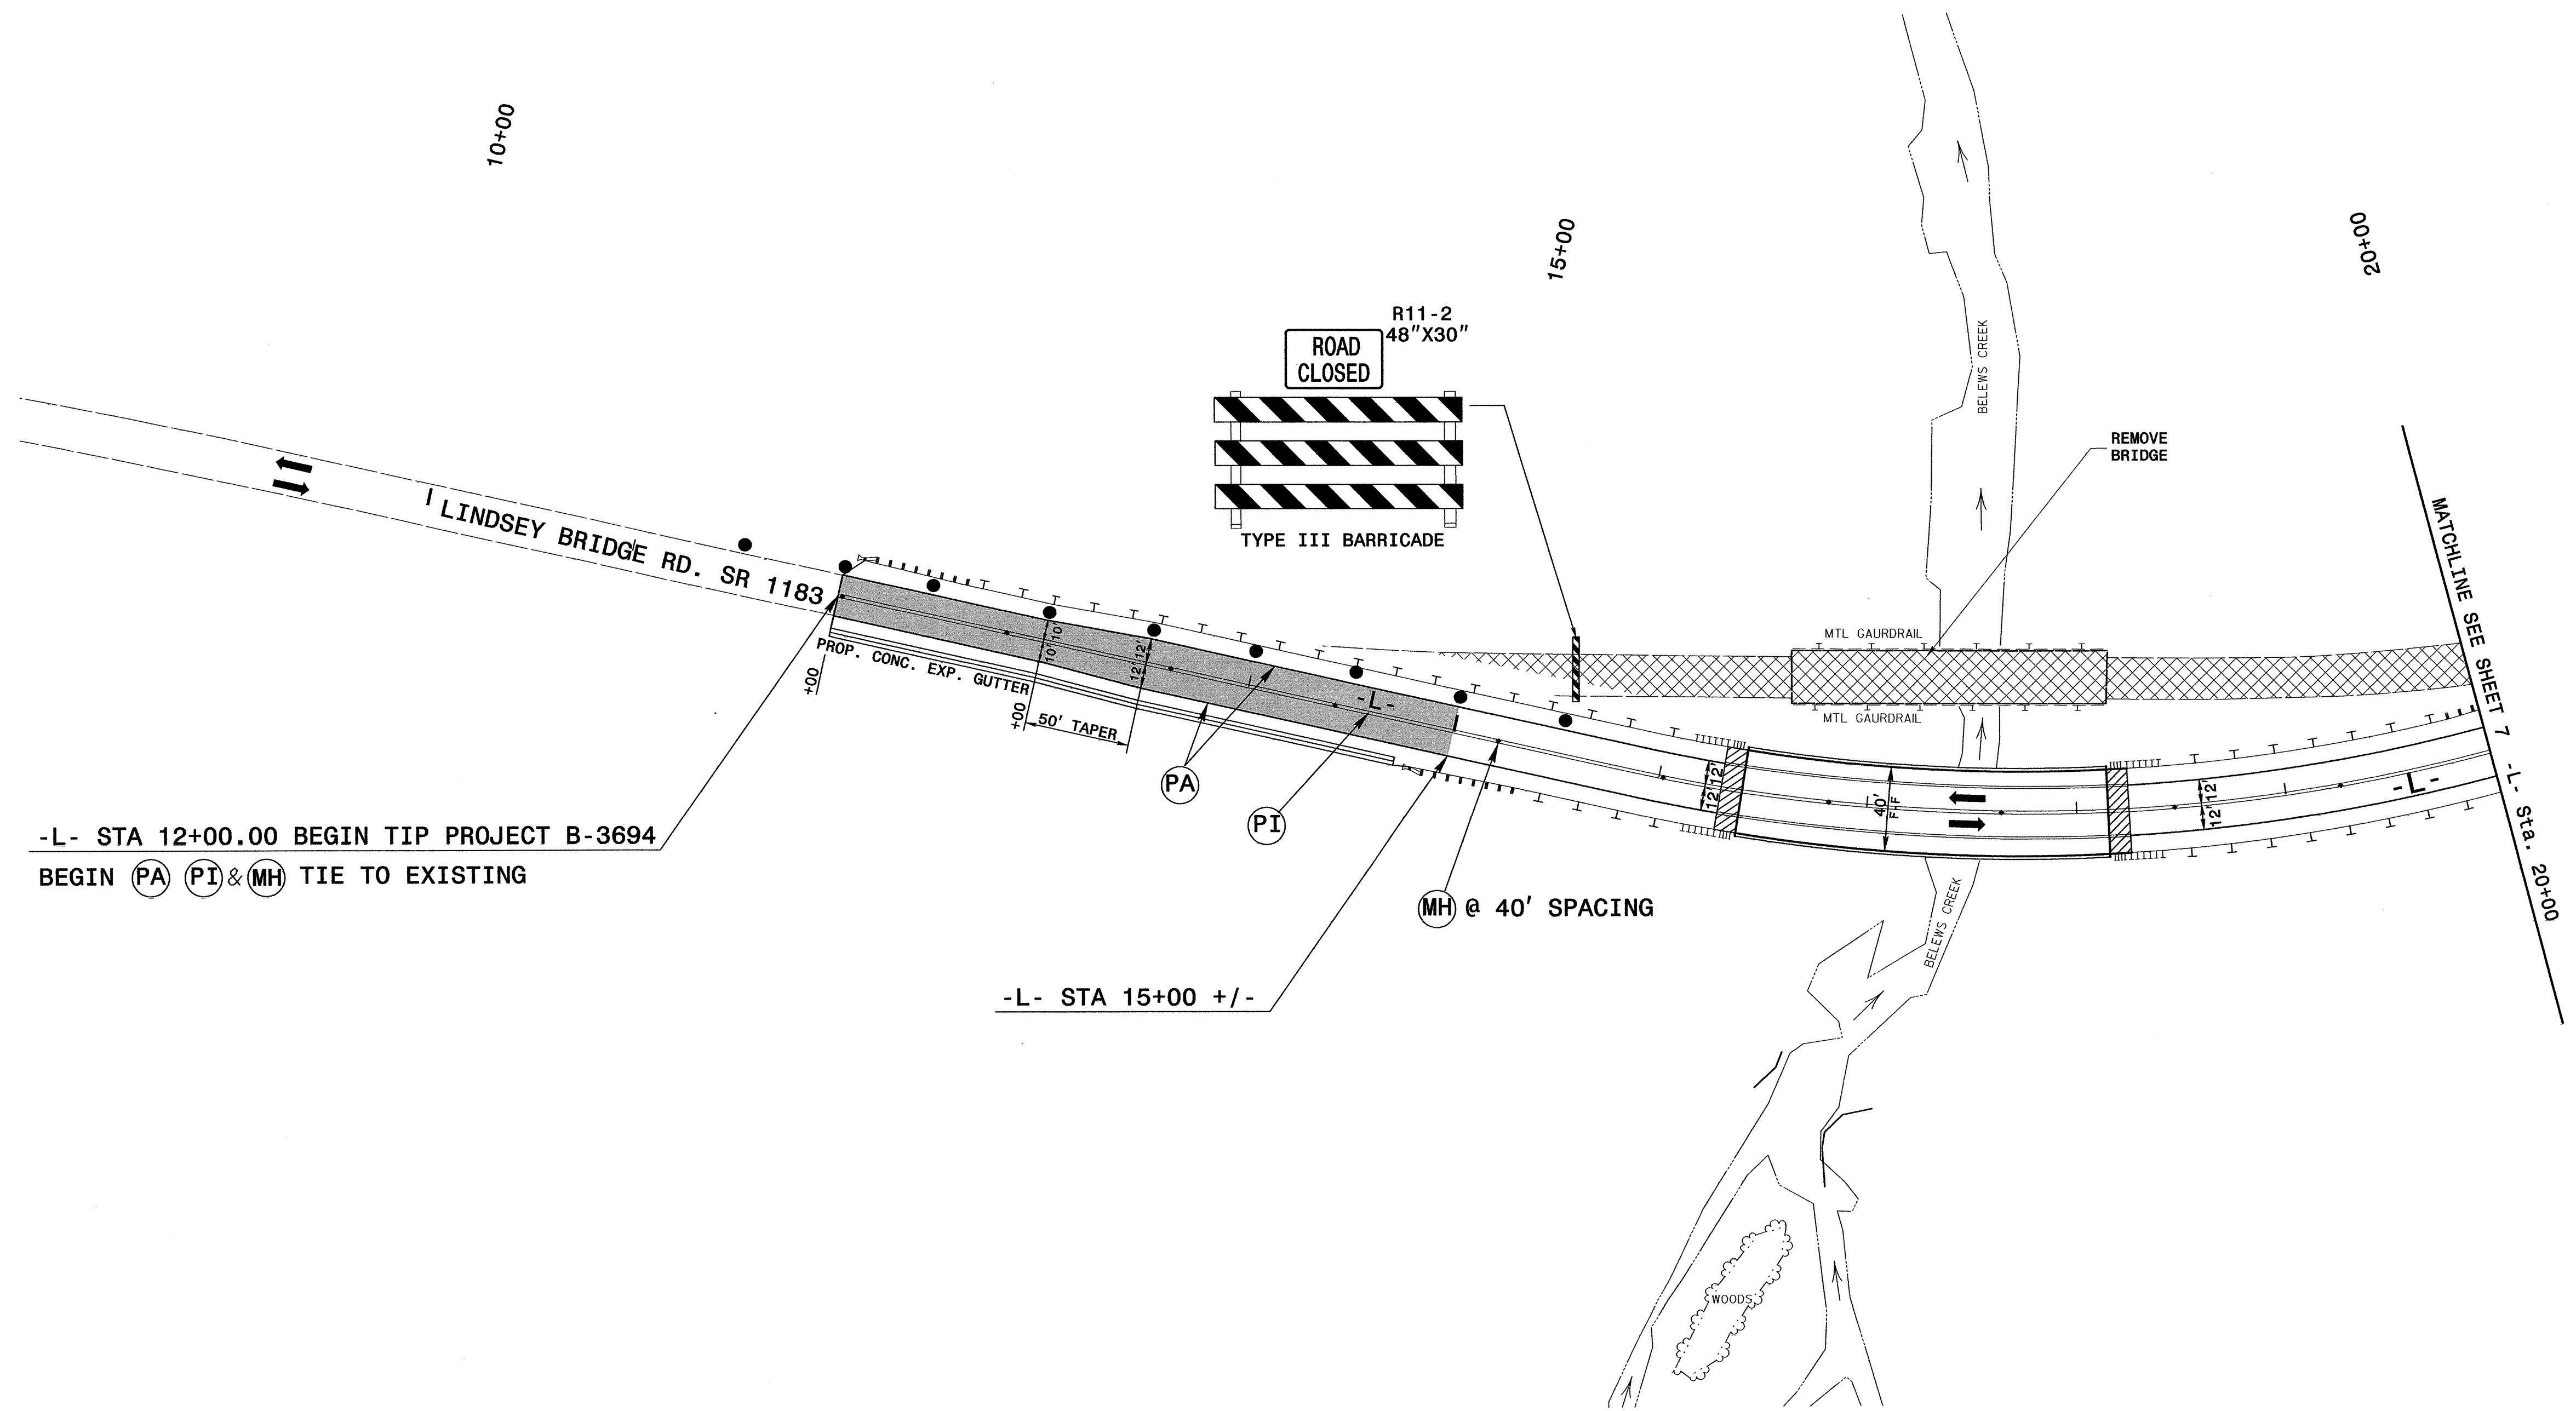 10+00
15+00
20+00
R11-2
48"X30"
ROAD
CLOSED
TYPE III BARRICADE
BELEWS CREEK
REMOVE
BRIDGE
MATCHLINE SEE SHEET 7 -L- Sta. 20+00
LINDSEY BRIDGE RD. SR 1183
MTL GAURDRAIL
MTL GAURDRAIL
PROP. CONC. EXP. GUTTER
+00
+00
10' 10'
12' 12'
50' TAPER
-L-
PA
PI
12' 12'
40'
F-F
12' 12'
-L-
-L- STA 12+00.00 BEGIN TIP PROJECT B-3694
BEGIN PA PI & MH TIE TO EXISTING
MH @ 40' SPACING
BELEWS CREEK
-L- STA 15+00 +/-
WOODS